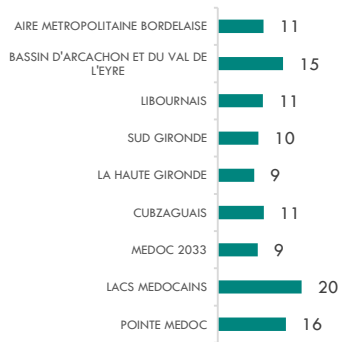 AIRE METROPOLITAINE BORDELAISE 11
BASSIN D'ARCACHON ET DU VAL DE
L'EYRE 15
LIBOURNAIS 11
SUD GIRONDE 10
LA HAUTE GIRONDE 9
CUBZAGUAIS 11
MEDOC 2033 9
LACS MEDOCAINS 20
POINTE MEDOC 16